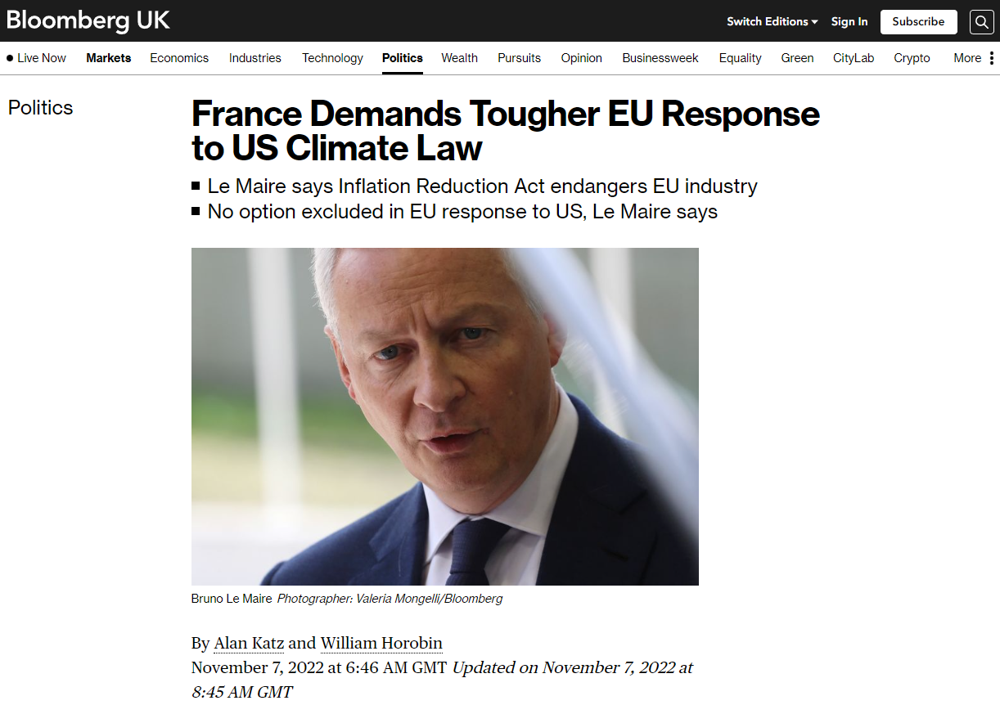 Bloomberg UK
Switch Editions
Sign In
Subscribe
Live Now
Markets
Economics
Industries
Technology
Politics
Wealth
Pursuits
Opinion
Businessweek
Equality
Green
CityLab
Crypto
More
Politics
France Demands Tougher EU Response
to US Climate Law
Le Maire says Inflation Reduction Act endangers EU industry
No option excluded in EU response to US, Le Maire says
Bruno Le Maire Photographer: Valeria Mongelli/Bloomberg
By Alan Katz and William Horobin
November 7, 2022 at 6:46 AM GMT Updated on November 7, 2022 at
8:45 AM GMT